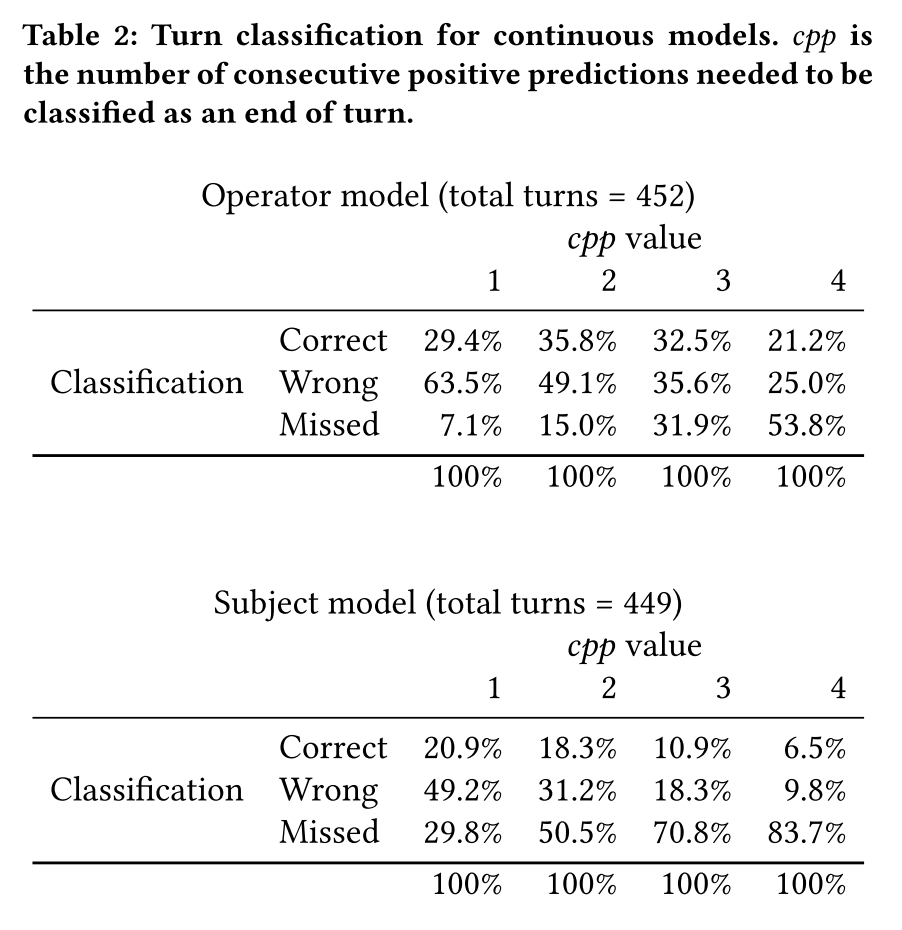 Table 2: Turn classification for continuous models. cpp is
the number of consecutive positive predictions needed to be
classified as an end of turn.
Operator model (total turns = 452)
cpp value
1 2 3 4
Correct 29.4% 35.8% 32.5% 21.2%
Classification Wrong 63.5% 49.1% 35.6% 25.0%
Missed 7.1% 15.0% 31.9% 53.8%
100% 100% 100% 100%
Subject model (total turns = 449)
cpp value
1 2 3 4
Correct 20.9% 18.3% 10.9% 6.5%
Classification Wrong 49.2% 31.2% 18.3% 9.8%
Missed 29.8% 50.5% 70.8% 83.7%
100% 100% 100% 100%